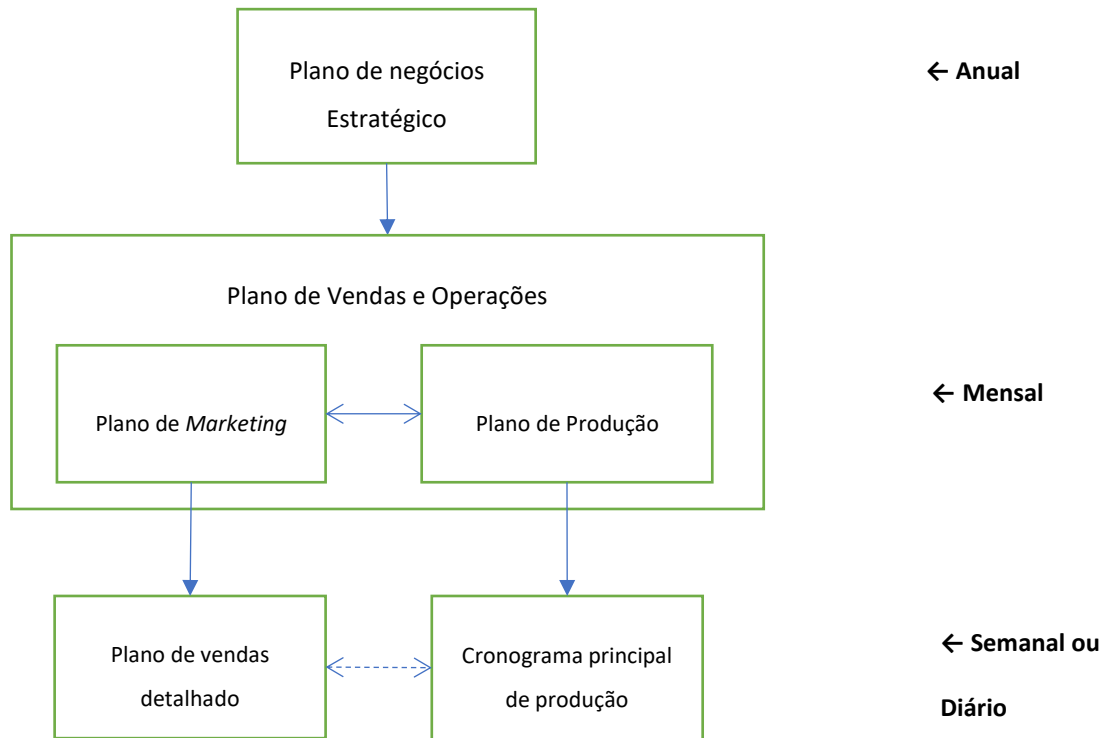 Plano de negócios
Estratégico
← Anual
Plano de Vendas e Operações
Plano de Marketing
Plano de Produção
← Mensal
Plano de vendas
detalhado
Cronograma principal
de produção
← Semanal ou
Diário